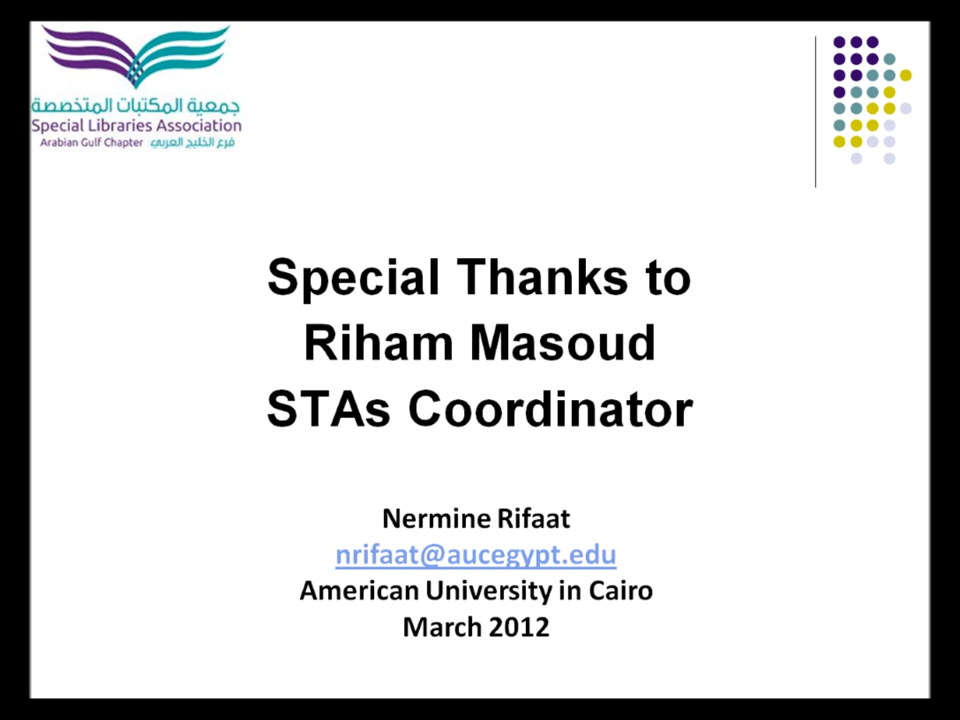 جمعية المكتبات المتخصصة
Special Libraries Association
Arabian Gulf Chapter فرع الخليج العربي
Special Thanks to
Riham Masoud
STAs Coordinator
Nermine Rifaat
nrifaat@aucegypt.edu
American University in Cairo
March 2012